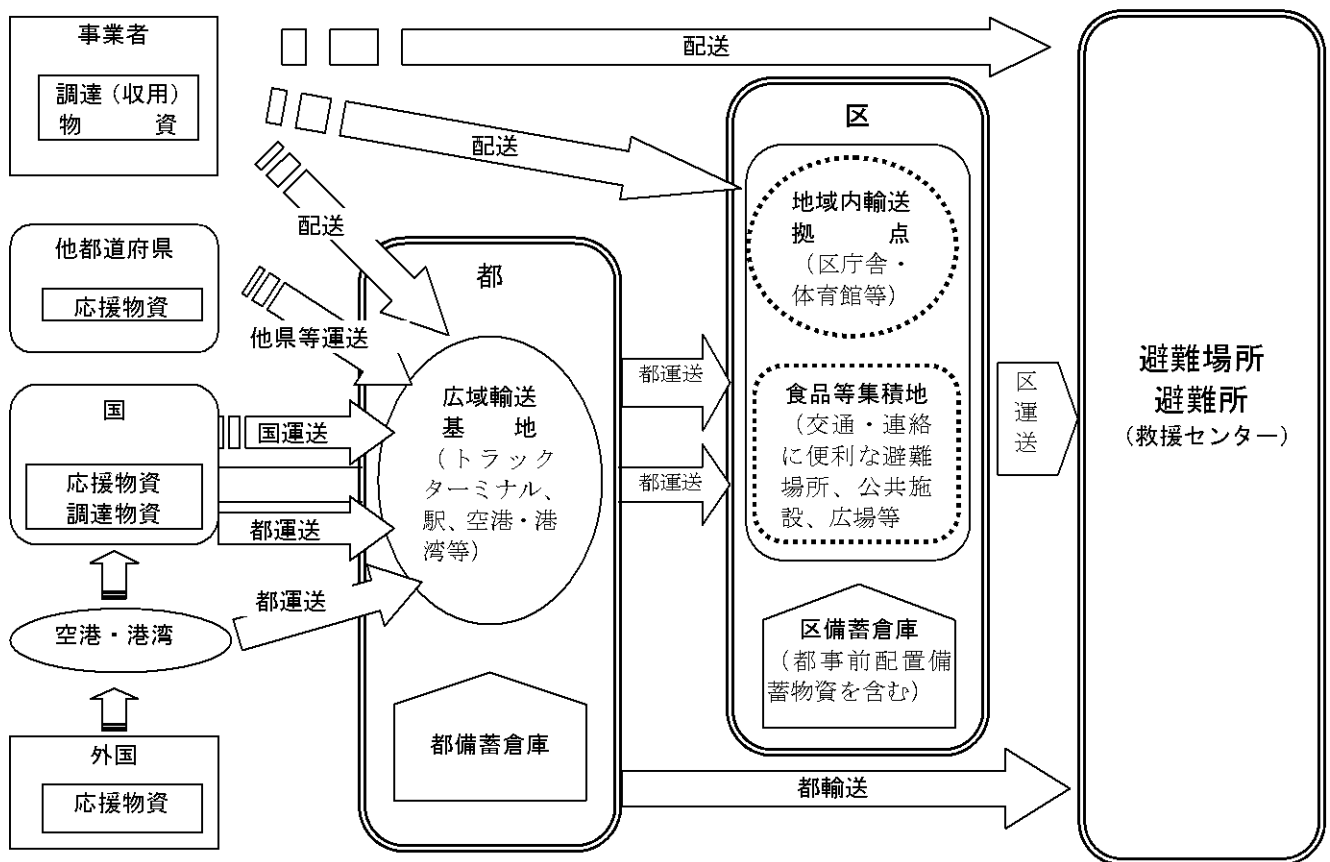 事業者
調達（収用）
物　　資
配送
配送
配送
他都道府県
応援物資
他県等運送
国
応援物資
調達物資
国運送
都運送
都運送
空港・港湾
外国
応援物資
都
広域輸送
基　　地
（トラック
ターミナル、
駅、空港・港
湾等）
都備蓄倉庫
都運送
都運送
都輸送
区
地域内輸送
拠　　点
（区庁舎・
体育館等）
食品等集積地
（交通・連絡
に便利な避難
場所、公共施
設、広場等
区備蓄倉庫
（都事前配置備
蓄物資を含む）
区
運
送
避難場所
避難所
（救援センター）